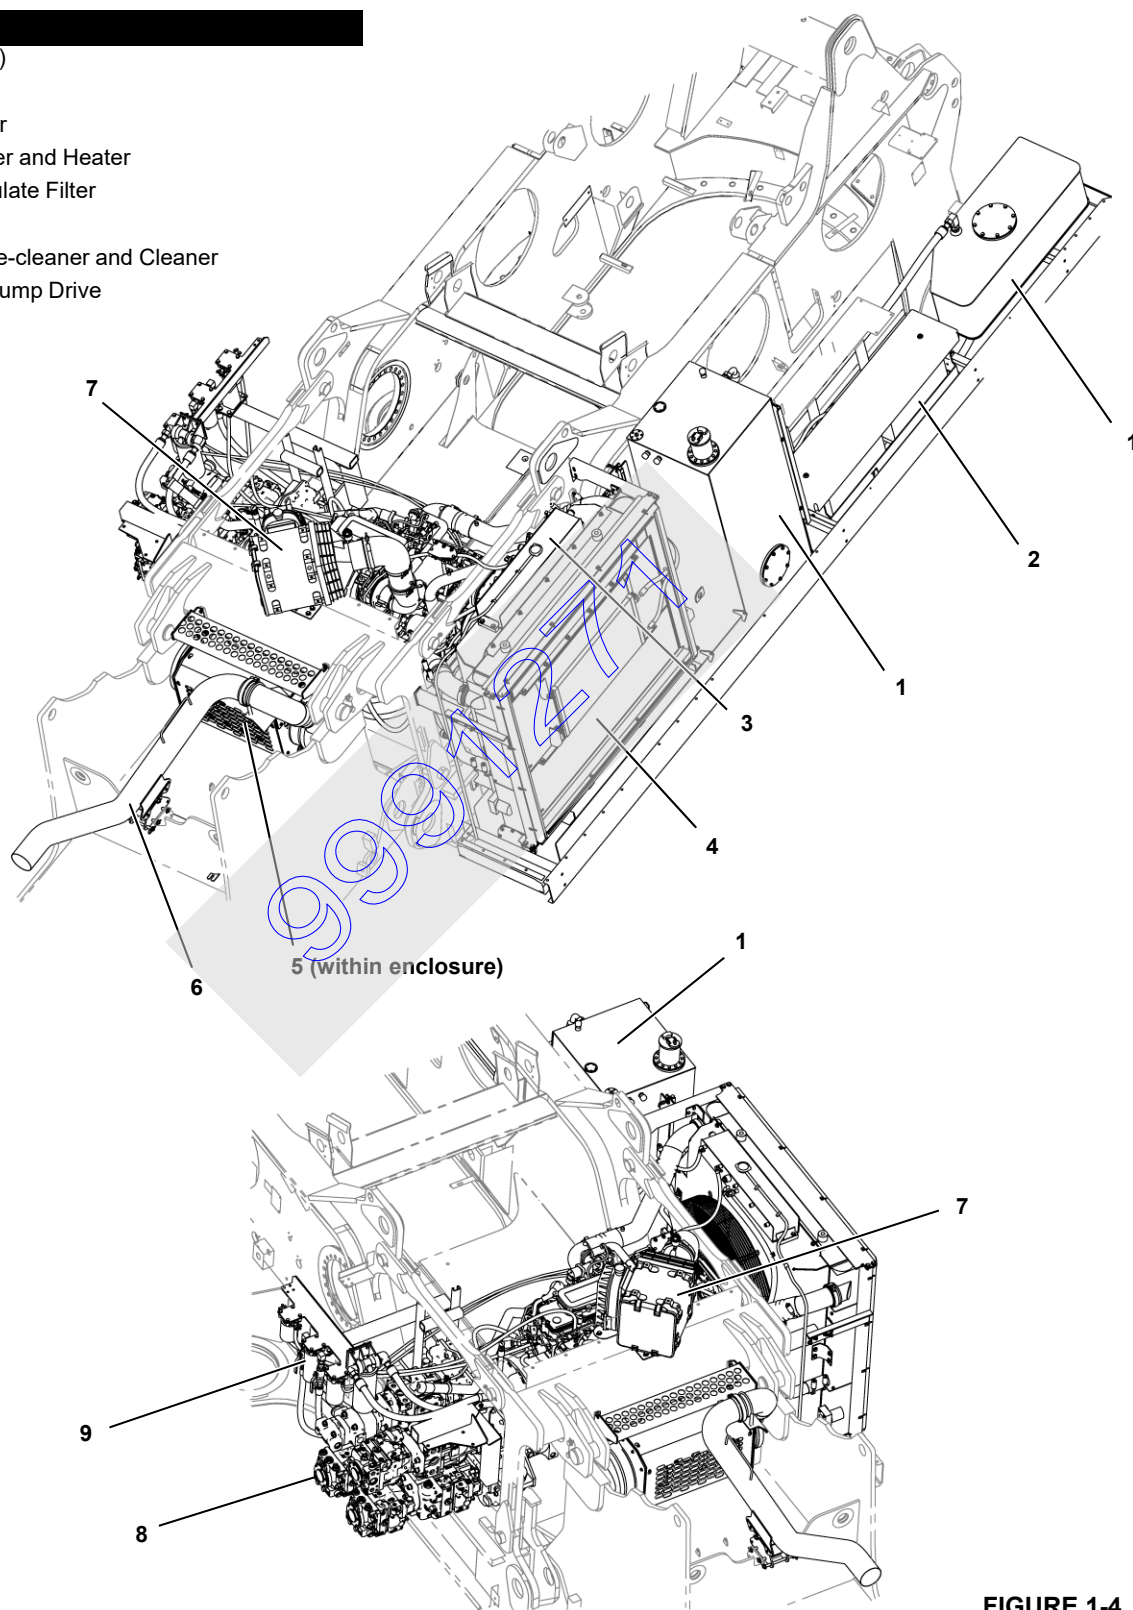 )
r
er and Heater
ulate Filter
e-cleaner and Cleaner
ump Drive
7
1
2
1
3
4
9991271
5 (within enclosure)
6
1
7
9
8
FIGURE 1-4